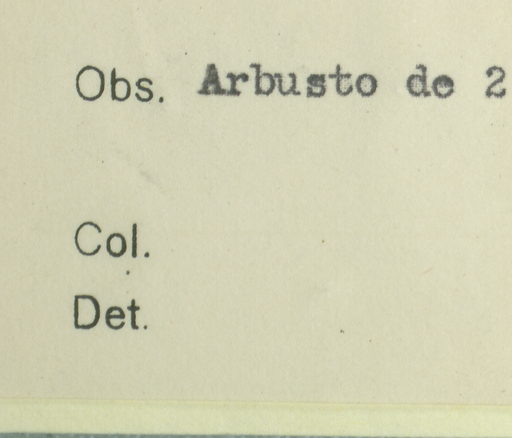 Obs. Arbusto de 2
Col.
Det.